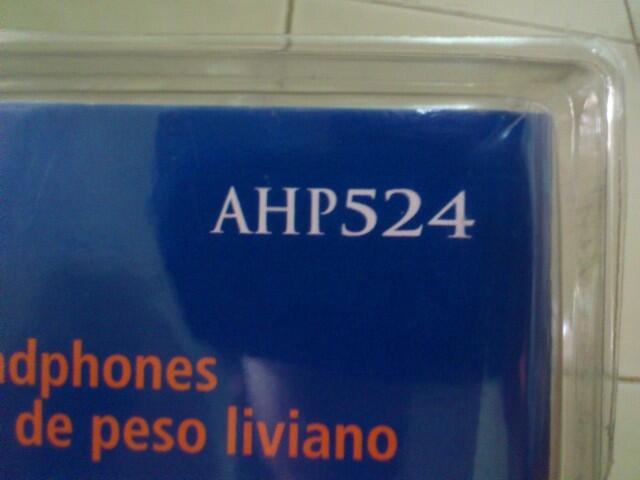 AHP524
adphones
de peso liviano